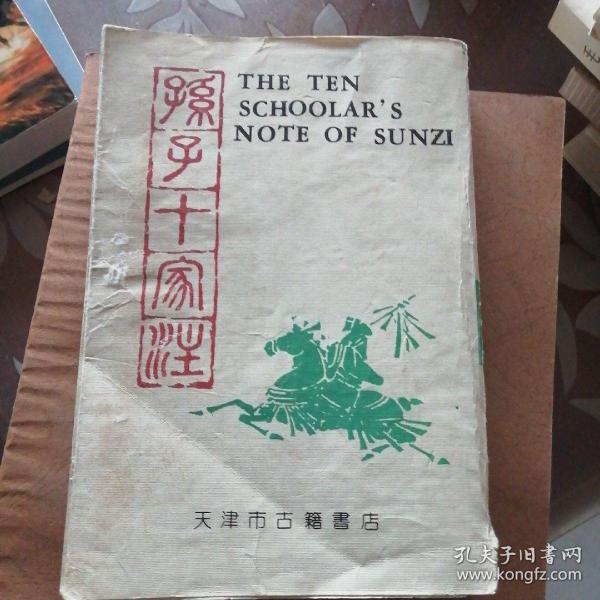 孫子十家注
THE TEN
SCHOOLAR'S
NOTE OF SUNZI
天津市古籍書店
孔夫子旧書网
www.kongfz.com